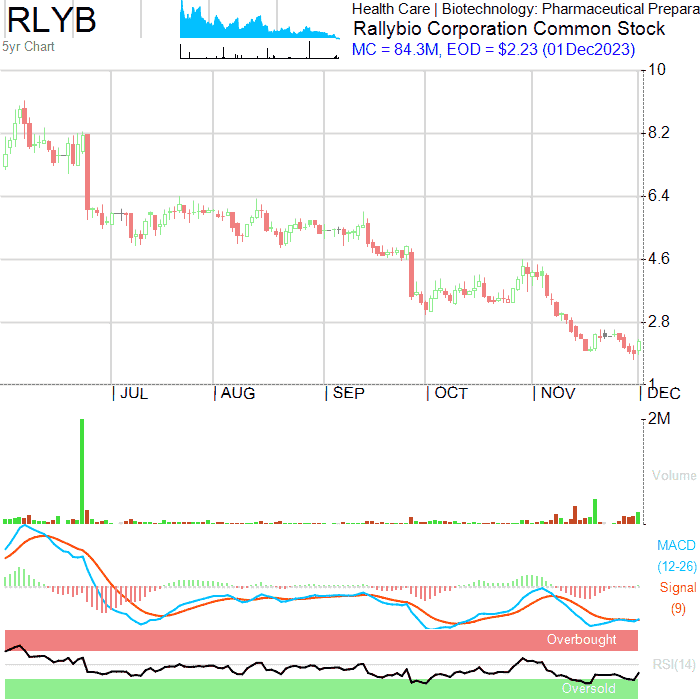 RLYB
5yr Chart
Health Care | Biotechnology: Pharmaceutical Prepara
Rallybio Corporation Common Stock
MC = 84.3M, EOD = $2.23 (01Dec2023)
10
8.2
6.4
4.6
2.8
1
JUL
AUG
SEP
OCT
NOV
DEC
2M
Volume
MACD
(12-26)
Signal
(9)
Overbought
RSI(14)
Oversold